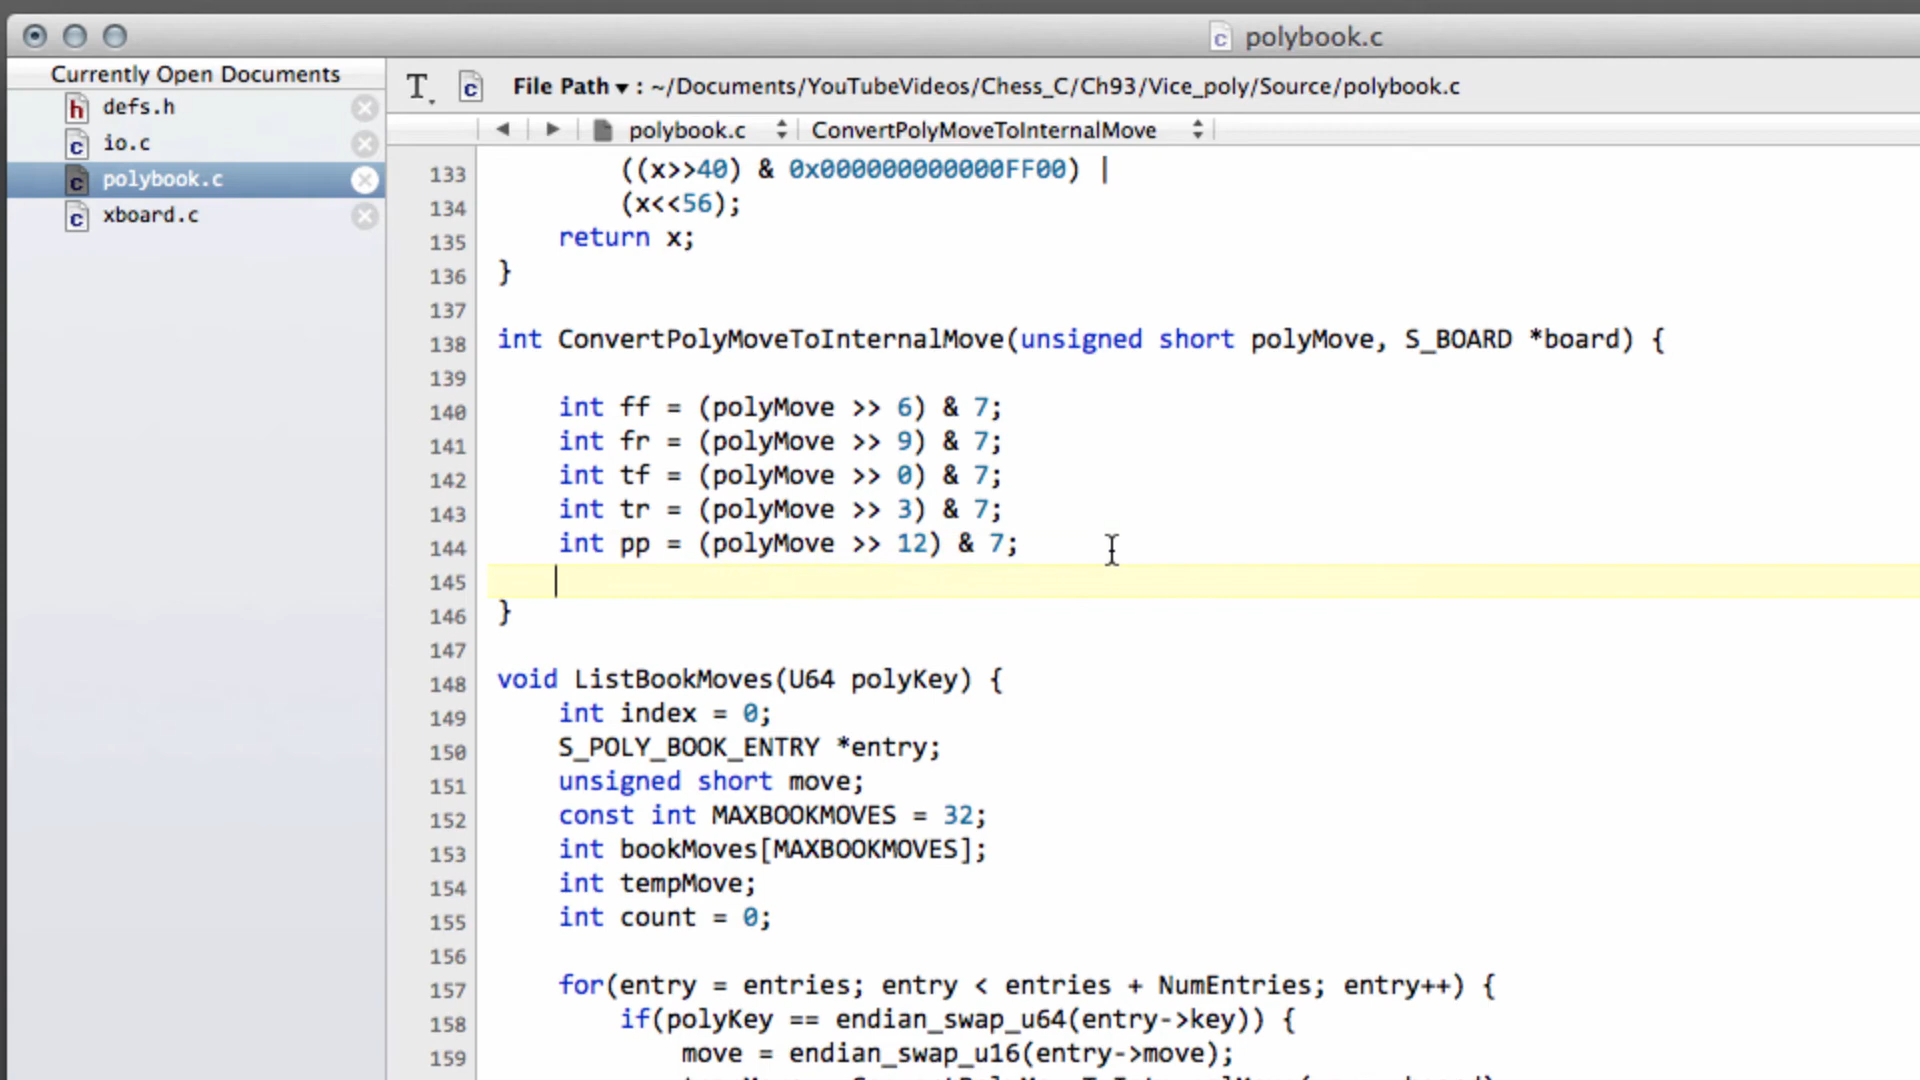 polybook.c
Currently Open Documents
defs.h
io.c
polybook.c
xboard.c
File Path ▾ : ~/Documents/YouTubeVideos/Chess_C/Ch93/Vice_poly/Source/polybook.c
polybook.c ConvertPolyMoveToInternalMove
133 ((x>>40) & 0x000000000000FF00) |
134 (x<<56);
135 return x;
136 }
137
138 int ConvertPolyMoveToInternalMove(unsigned short polyMove, S_BOARD *board) {
139
140 int ff = (polyMove >> 6) & 7;
141 int fr = (polyMove >> 9) & 7;
142 int tf = (polyMove >> 0) & 7;
143 int tr = (polyMove >> 3) & 7;
144 int pp = (polyMove >> 12) & 7;
145
146 }
147
148 void ListBookMoves(U64 polyKey) {
149 int index = 0;
150 S_POLY_BOOK_ENTRY *entry;
151 unsigned short move;
152 const int MAXBOOKMOVES = 32;
153 int bookMoves[MAXBOOKMOVES];
154 int tempMove;
155 int count = 0;
156
157 for(entry = entries; entry < entries + NumEntries; entry++) {
158 if(polyKey == endian_swap_u64(entry->key)) {
159 move = endian_swap_u16(entry->move);